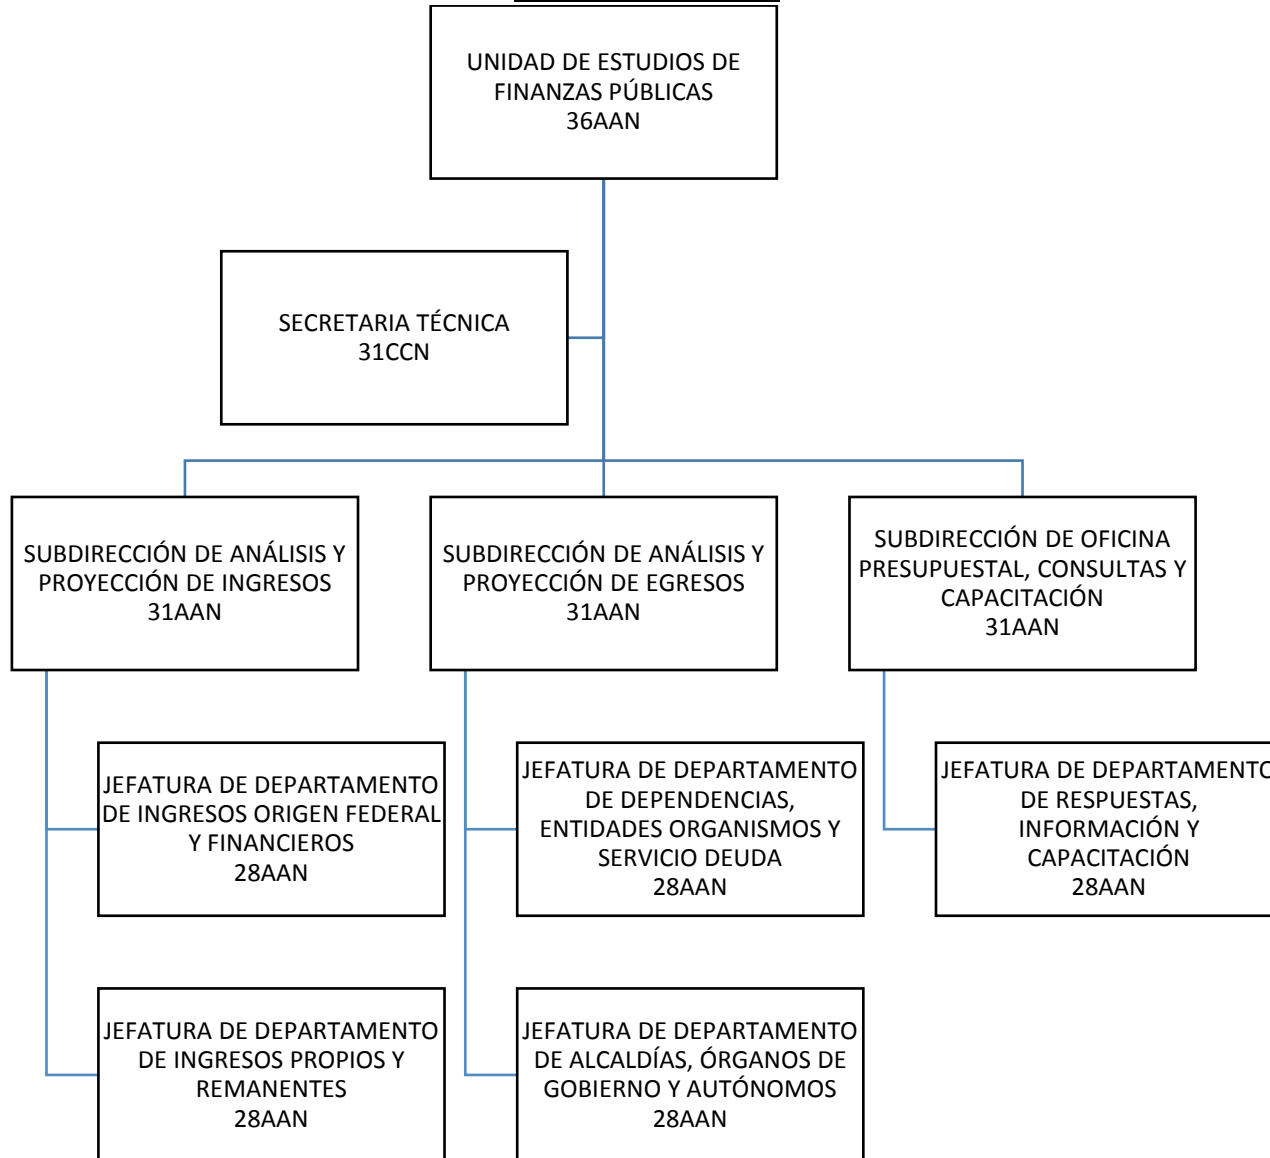 UNIDAD DE ESTUDIOS DE
FINANZAS PÚBLICAS
36AAN
SECRETARIA TÉCNICA
31CCN
SUBDIRECCIÓN DE ANÁLISIS Y
PROYECCIÓN DE INGRESOS
31AAN
SUBDIRECCIÓN DE ANÁLISIS Y
PROYECCIÓN DE EGRESOS
31AAN
SUBDIRECCIÓN DE OFICINA
PRESUPUESTAL, CONSULTAS Y
CAPACITACIÓN
31AAN
JEFATURA DE DEPARTAMENTO
DE INGRESOS ORIGEN FEDERAL
Y FINANCIEROS
28AAN
JEFATURA DE DEPARTAMENTO
DE DEPENDENCIAS,
ENTIDADES ORGANISMOS Y
SERVICIO DEUDA
28AAN
JEFATURA DE DEPARTAMENTO
DE RESPUESTAS,
INFORMACIÓN Y
CAPACITACIÓN
28AAN
JEFATURA DE DEPARTAMENTO
DE INGRESOS PROPIOS Y
REMANENTES
28AAN
JEFATURA DE DEPARTAMENTO
DE ALCALDÍAS, ÓRGANOS DE
GOBIERNO Y AUTÓNOMOS
28AAN